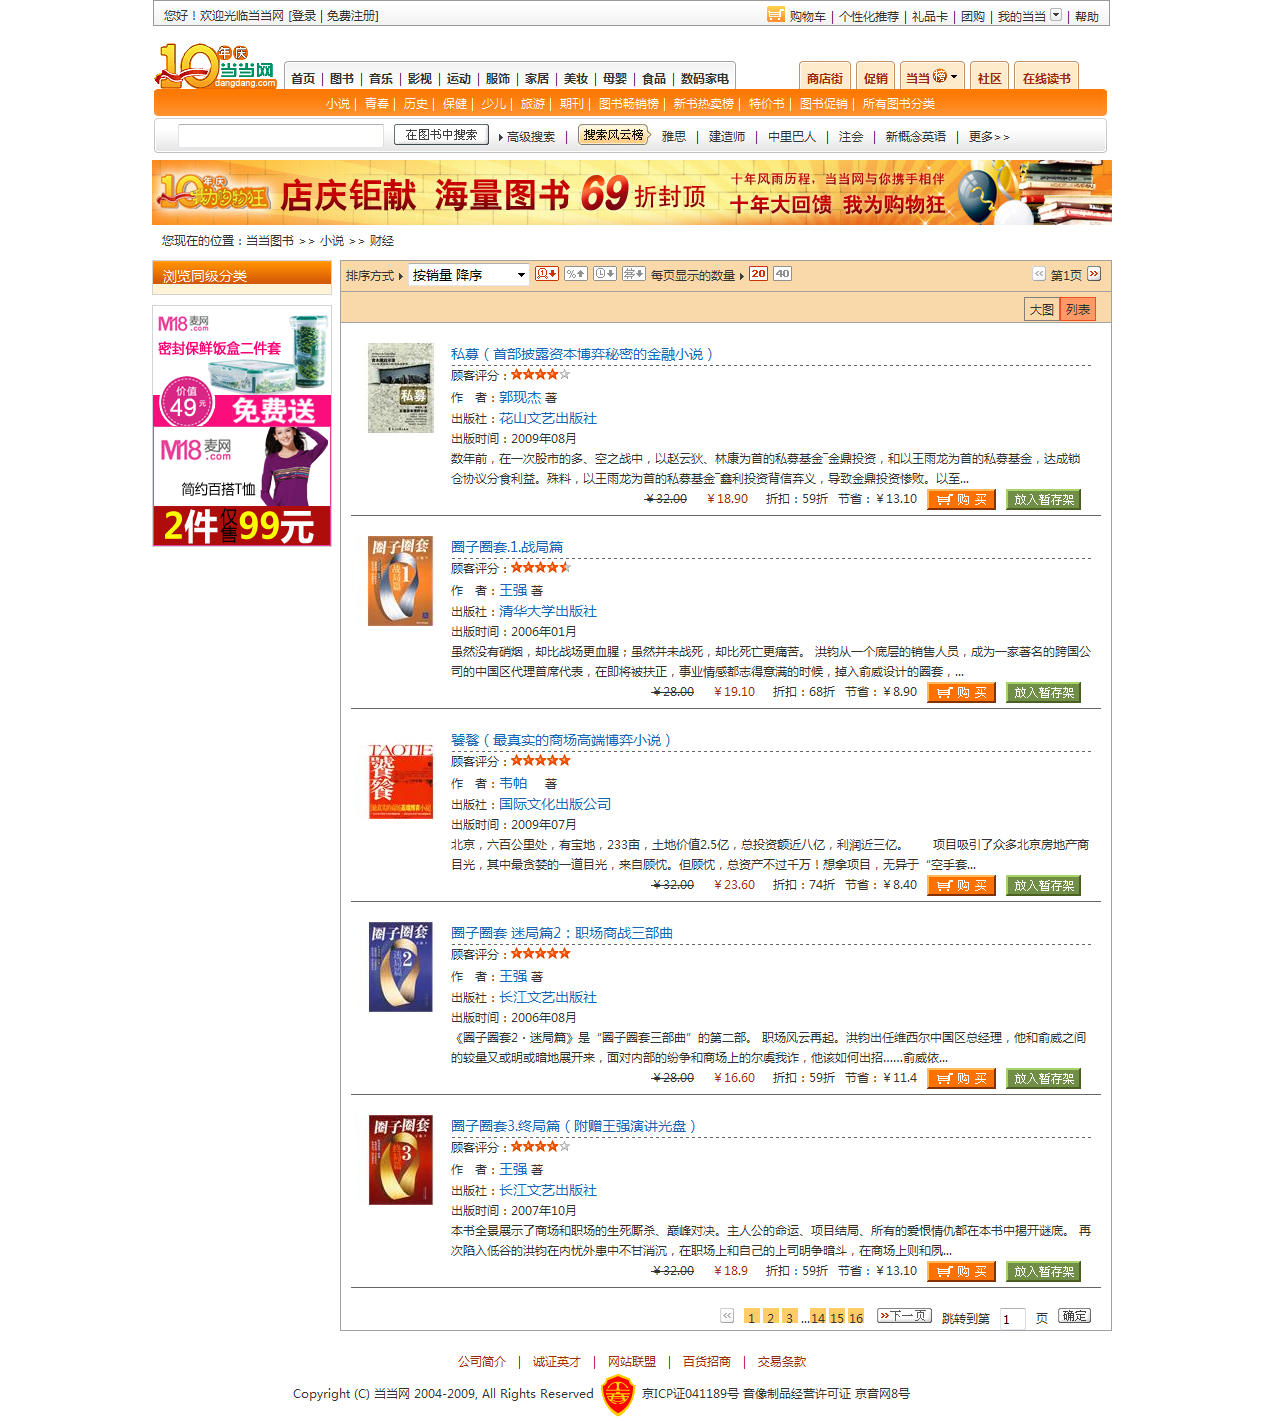 您好！欢迎光临当当网 [登录 | 免费注册]
购物车 | 个性化推荐 | 礼品卡 | 团购 | 我的当当 | 帮助
10年庆 当当网 dangdang.com
首页 | 图书 | 音乐 | 影视 | 运动 | 服饰 | 家居 | 美妆 | 母婴 | 食品 | 数码家电
商店街 促销 当当榜 社区 在线读书
小说 | 青春 | 历史 | 保健 | 少儿 | 旅游 | 期刊 | 图书畅销榜 | 新书热卖榜 | 特价书 | 图书促销 | 所有图书分类
在图书中搜索 高级搜索 | 搜索风云榜 雅思 | 建造师 | 中里巴人 | 注会 | 新概念英语 | 更多>>
10年庆 我为购物狂 店庆钜献 海量图书 69折封顶 十年风雨历程，当当网与你携手相伴
十年大回馈 我为购物狂
您现在的位置：当当图书 >> 小说 >> 财经
浏览同级分类
排序方式 按销量 降序 每页显示的数量 20 40 第1页
大图 列表
M18麦网 .com
密封保鲜饭盒二件套
价值 49元 免费送
M18麦网 .com
简约百搭T恤
2件仅售99元
私募（首部披露资本博弈秘密的金融小说）
顾客评分：
作　者：郭现杰 著
出版社：花山文艺出版社
出版时间：2009年08月
数年前，在一次股市的多、空之战中，以赵云狄、林康为首的私募基金¯金鼎投资，和以王雨龙为首的私募基金，达成锁
仓协议分食利益。殊料，以王雨龙为首的私募基金¯鑫利投资背信弃义，导致金鼎投资惨败。以至...
￥32.00 ￥18.90 折扣：59折 节省：￥13.10 购 买 放入暂存架
圈子圈套.1.战局篇
顾客评分：
作　者：王强 著
出版社：清华大学出版社
出版时间：2006年01月
虽然没有硝烟，却比战场更血腥；虽然并未战死，却比死亡更痛苦。 洪钧从一个底层的销售人员，成为一家著名的跨国公
司的中国区代理首席代表，在即将被扶正，事业情感都志得意满的时候，掉入俞威设计的圈套，...
￥28.00 ￥19.10 折扣：68折 节省：￥8.90 购 买 放入暂存架
饕餮（最真实的商场高端博弈小说）
顾客评分：
作　者：韦帕　著
出版社：国际文化出版公司
出版时间：2009年07月
北京，六百公里处，有宝地，233亩，土地价值2.5亿，总投资额近八亿，利润近三亿。　　项目吸引了众多北京房地产商
目光，其中最贪婪的一道目光，来自顾忱。但顾忱，总资产不过千万！想拿项目，无异于“空手套...
￥32.00 ￥23.60 折扣：74折 节省：￥8.40 购 买 放入暂存架
圈子圈套 迷局篇2：职场商战三部曲
顾客评分：
作　者：王强 著
出版社：长江文艺出版社
出版时间：2006年08月
《圈子圈套2·迷局篇》是“圈子圈套三部曲”的第二部。 职场风云再起。洪钧出任维西尔中国区总经理，他和俞威之间
的较量又或明或暗地展开来，面对内部的纷争和商场上的尔虞我诈，他该如何出招……俞威依...
￥28.00 ￥16.60 折扣：59折 节省：￥11.4 购 买 放入暂存架
圈子圈套3.终局篇（附赠王强演讲光盘）
顾客评分：
作　者：王强 著
出版社：长江文艺出版社
出版时间：2007年10月
本书全景展示了商场和职场的生死厮杀、巅峰对决。主人公的命运、项目结局、所有的爱恨情仇都在本书中揭开谜底。 再
次陷入低谷的洪钧在内忧外患中不甘消沉，在职场上和自己的上司明争暗斗，在商场上则和夙...
￥32.00 ￥18.9 折扣：59折 节省：￥13.10 购 买 放入暂存架
1 2 3 ...14 15 16 下一页 跳转到第 1 页 确定
公司简介 | 诚证英才 | 网站联盟 | 百货招商 | 交易条款
Copyright (C) 当当网 2004-2009, All Rights Reserved 京ICP证041189号 音像制品经营许可证 京音网8号